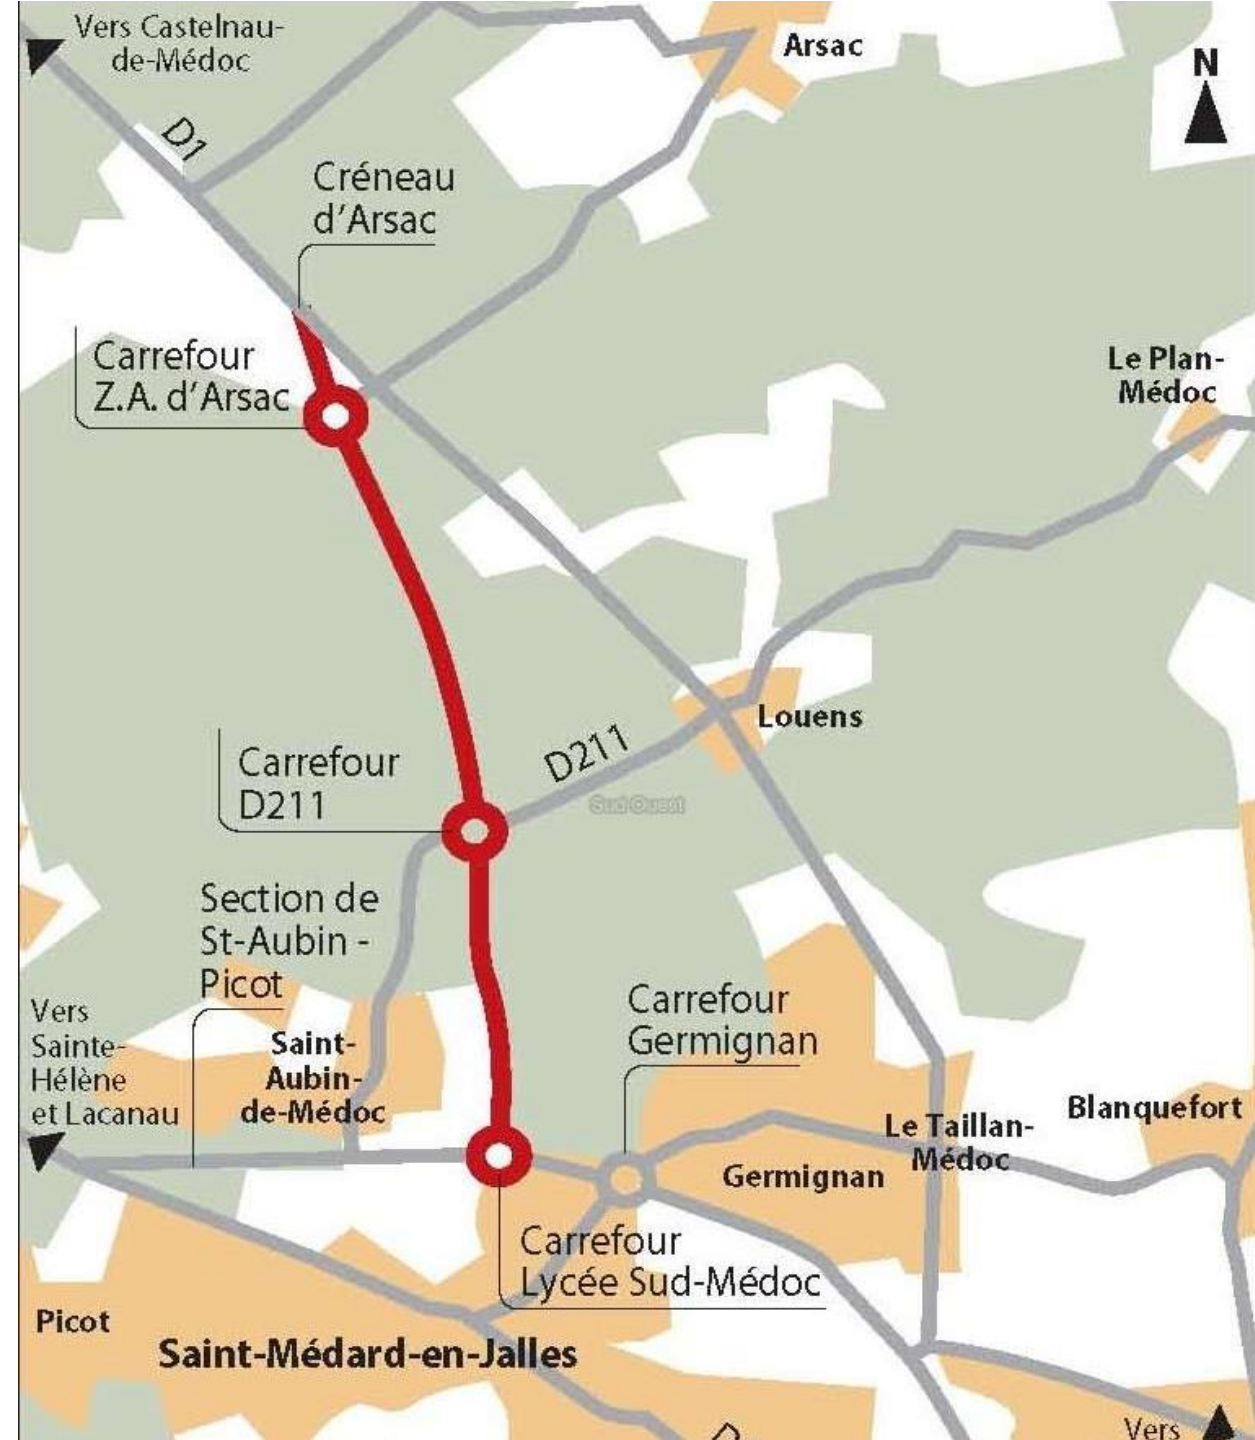 Vers Castelnau-
de-Médoc
Arsac
N
D1
Créneau
d'Arsac
Carrefour
Z.A. d'Arsac
Le Plan-
Médoc
Louens
D211
Carrefour
D211
Sud Ouest
Section de
St-Aubin -
Picot
Vers
Sainte-
Hélène
et Lacanau
Saint-
Aubin-
de-Médoc
Carrefour
Germignan
Blanquefort
Le Taillan-
Médoc
Germignan
Carrefour
Lycée Sud-Médoc
Picot
Saint-Médard-en-Jalles
Vers